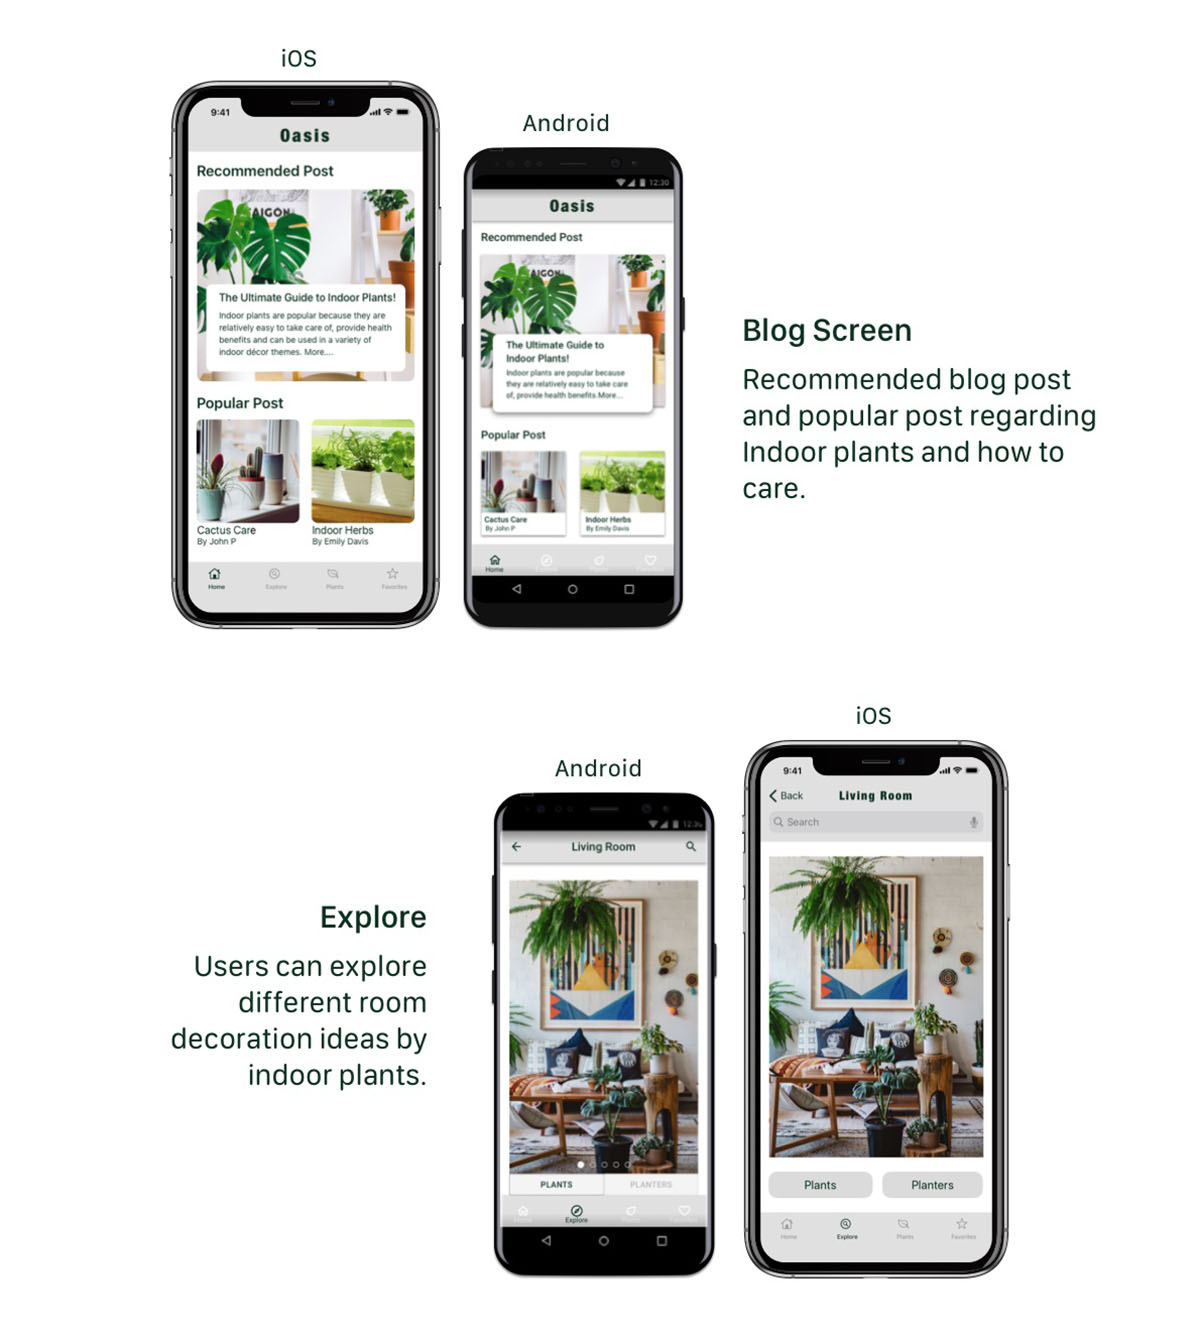 iOS
9:41
Oasis
Recommended Post
AIGON
The Ultimate Guide to Indoor Plants!
Indoor plants are popular because they are
relatively easy to take care of, provide health
benefits and can be used in a variety of
indoor décor themes. More....
Popular Post
Cactus Care
By John P
Indoor Herbs
By Emily Davis
Home
Explore
Plants
Favorites
Android
12:30
Oasis
Recommended Post
AIGON
The Ultimate Guide to
Indoor Plants!
Indoor plants are popular because
they are relatively easy to take care
of, provide health benefits.More...
Popular Post
Cactus Care
By John P
Indoor Herbs
By Emily Davis
Home
Blog Screen
Recommended blog post
and popular post regarding
Indoor plants and how to
care.
Explore
Users can explore
different room
decoration ideas by
indoor plants.
Android
12:30
Living Room
PLANTS
PLANTERS
Explore
iOS
9:41
Back
Living Room
Search
Plants
Planters
Home
Explore
Plants
Favorites